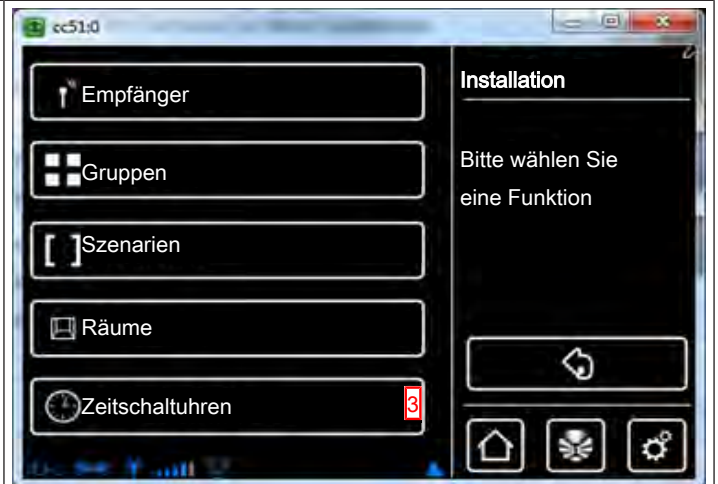 cc51:0
Empfänger
Gruppen
Szenarien
Räume
Zeitschaltuhren 3
Installation
Bitte wählen Sie
eine Funktion